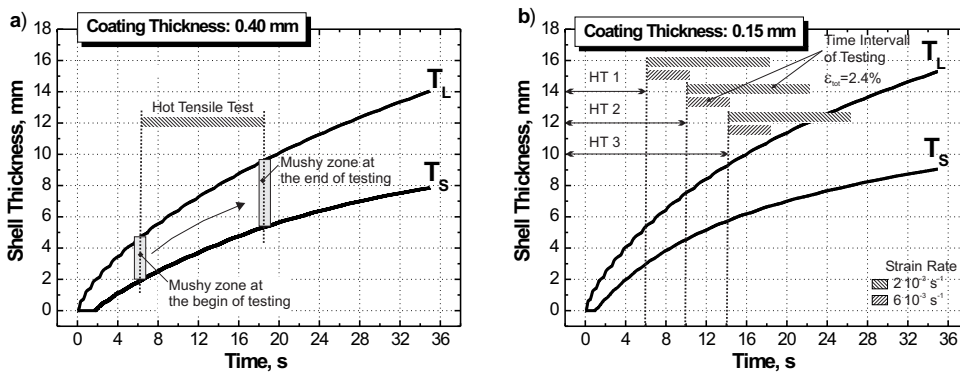 a)
Coating Thickness: 0.40 mm
18
16
14
12
10
8
6
4
2
0
Shell Thickness, mm
Hot Tensile Test
T_L
Mushy zone at
the end of testing
T_S
Mushy zone at
the begin of testing
0 4 8 12 16 20 24 28 32 36
Time, s
b)
Coating Thickness: 0.15 mm
18
16
14
12
10
8
6
4
2
0
Shell Thickness, mm
Time Intervall
of Testing
ε_tot=2.4%
T_L
HT 1
HT 2
HT 3
T_S
Strain Rate
2·10⁻³ s⁻¹
6·10⁻³ s⁻¹
0 4 8 12 16 20 24 28 32 36
Time, s